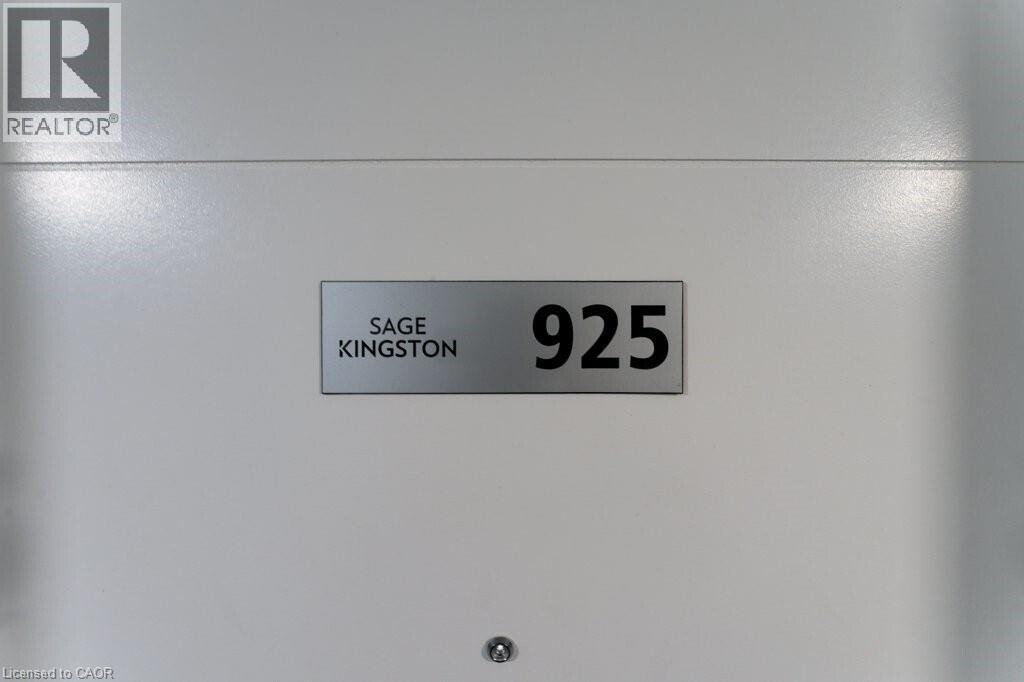 REALTOR®
SAGE
KINGSTON
925
Licensed to CAOR